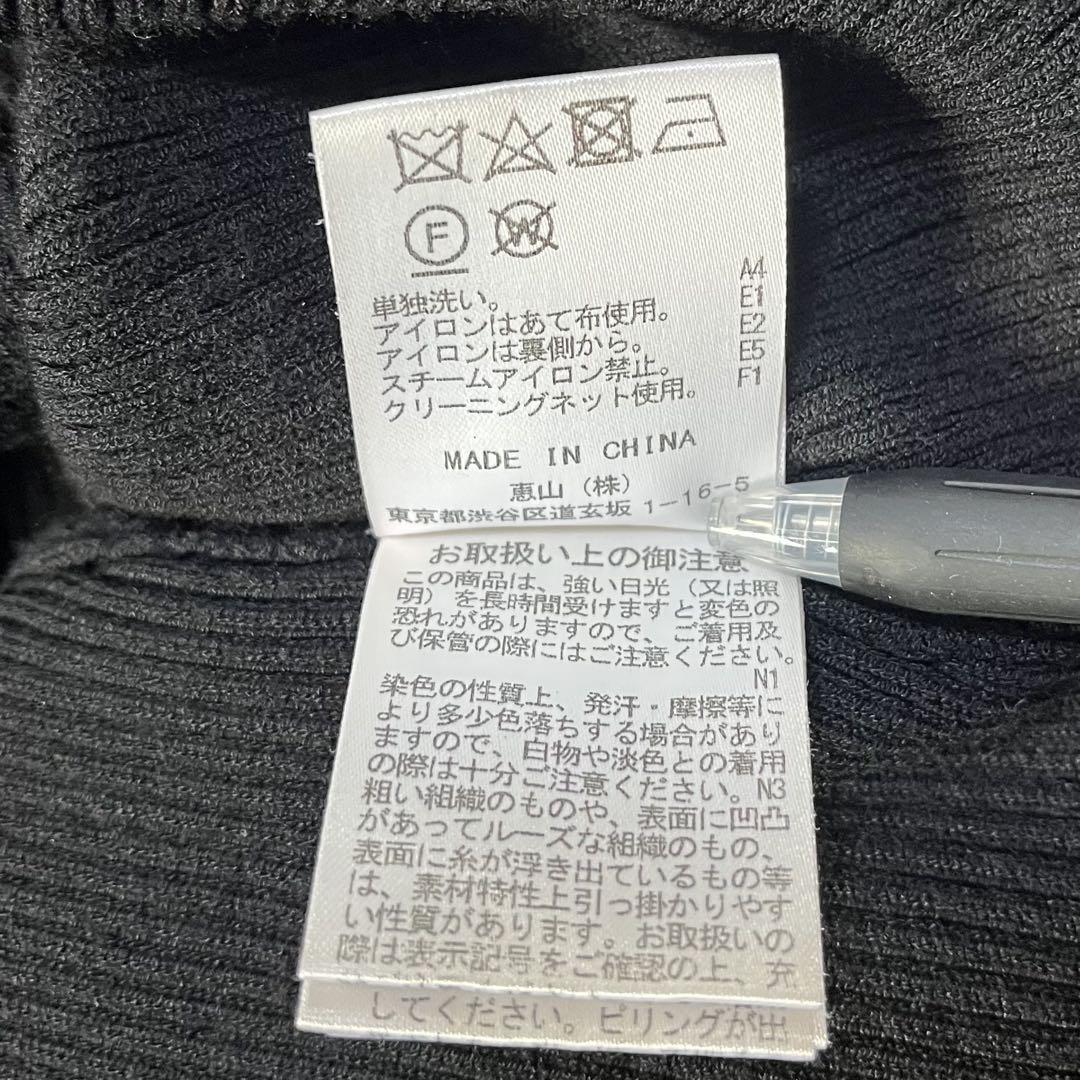 F W
単独洗い。 A4
アイロンはあて布使用。 E1
アイロンは裏側から。 E2
スチームアイロン禁止。 E5
クリーニングネット使用。 F1
MADE IN CHINA
恵山（株）
東京都渋谷区道玄坂 1-16-5
お取扱い上の御注意
この商品は、強い日光（又は照
明）を長時間受けますと変色の
恐れがありますので、ご着用及
び保管の際にはご注意ください。
N1
染色の性質上、発汗・摩擦等に
より多少色落ちする場合があり
ますので、白物や淡色との着用
の際は十分ご注意ください。N3
粗い組織のものや、表面に凹凸
があってルーズな組織のもの、
表面に糸が浮き出ているもの等
は、素材特性上引っ掛かりやす
い性質があります。お取扱いの
際は表示記号をご確認の上、充
してください。ピリングが出